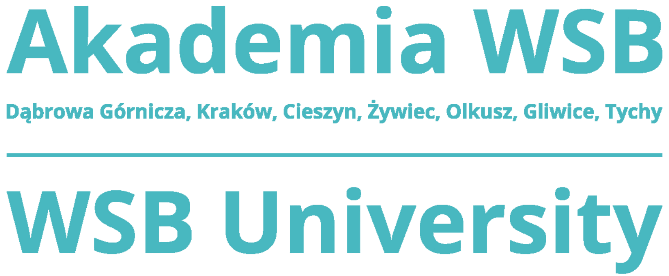 Akademia WSB
Dąbrowa Górnicza, Kraków, Cieszyn, Żywiec, Olkusz, Gliwice, Tychy
WSB University